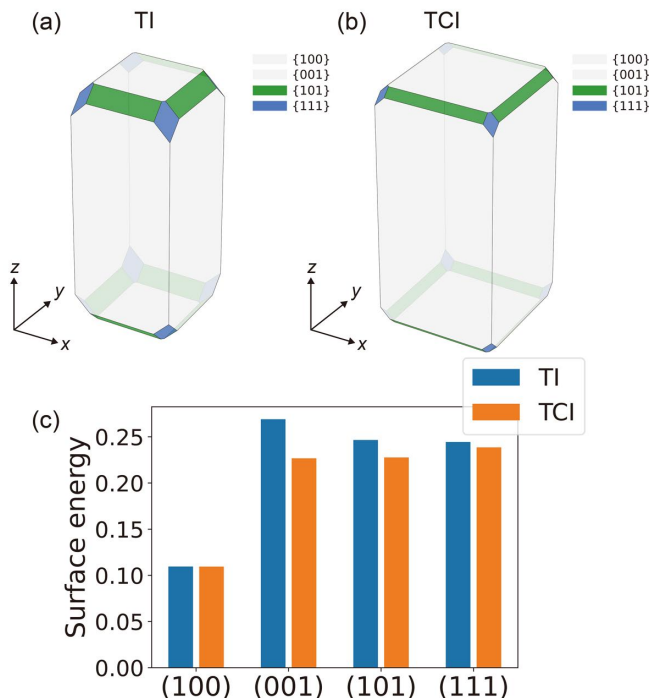 (a) TI
{100}
{001}
{101}
{111}
z
y
x
(b) TCI
{100}
{001}
{101}
{111}
z
y
x
(c)
TI
TCI
Surface energy
0.25
0.20
0.15
0.10
0.05
0.00
(100) (001) (101) (111)